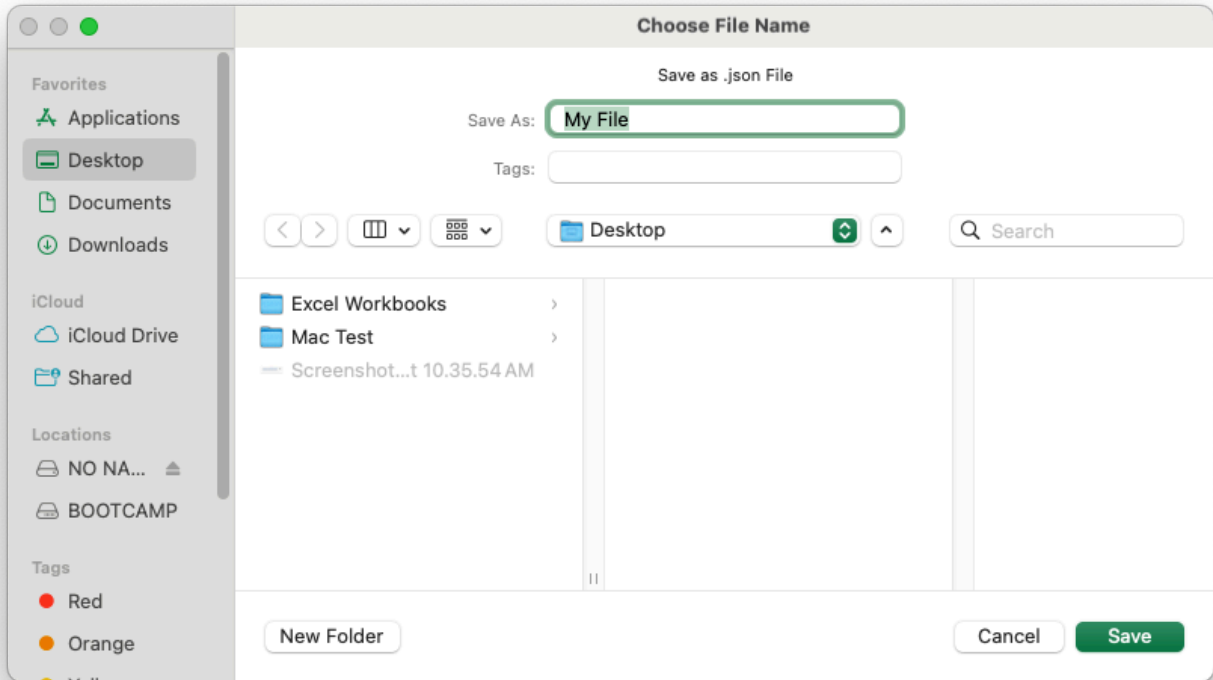 Choose File Name
Save as .json File
Save As: My File
Tags:
Desktop
Search
Favorites
Applications
Desktop
Documents
Downloads
iCloud
iCloud Drive
Shared
Locations
NO NA...
BOOTCAMP
Tags
Red
Orange
Excel Workbooks
Mac Test
Screenshot...t 10.35.54 AM
New Folder
Cancel
Save